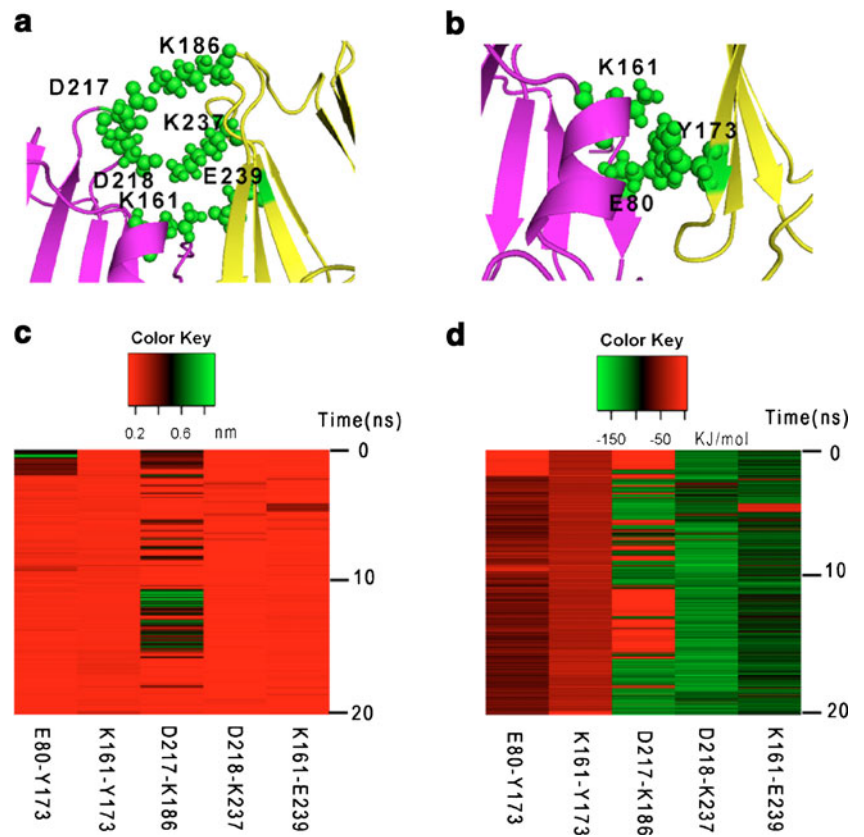 a
K186
D217
K237
D218
E239
K161
b
K161
Y173
E80
c
Color Key
0.2 0.6 nm
Time(ns)
0
10
20
E80-Y173
K161-Y173
D217-K186
D218-K237
K161-E239
d
Color Key
-150 -50 KJ/mol
Time(ns)
0
10
20
E80-Y173
K161-Y173
D217-K186
D218-K237
K161-E239